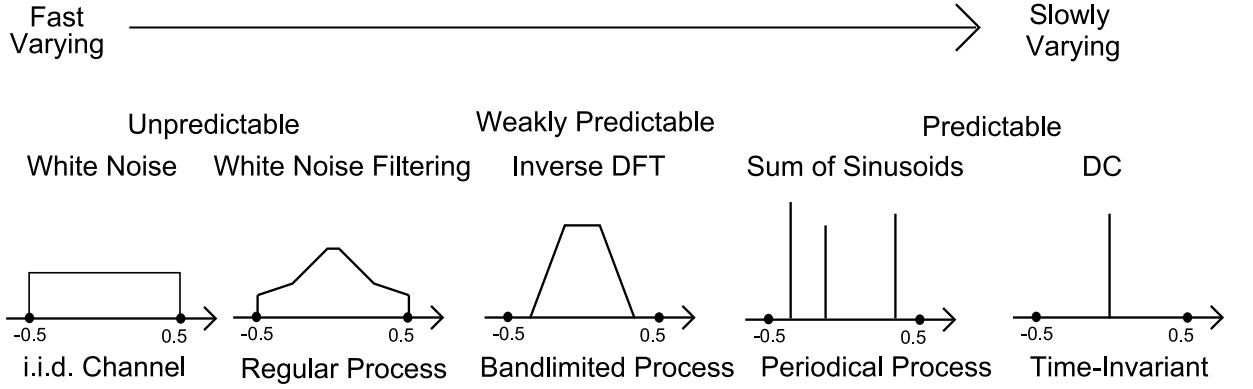 Fast
Varying
Slowly
Varying
Unpredictable
Weakly Predictable
Predictable
White Noise
White Noise Filtering
Inverse DFT
Sum of Sinusoids
DC
-0.5 0.5
-0.5 0.5
-0.5 0.5
-0.5 0.5
-0.5 0.5
i.i.d. Channel
Regular Process
Bandlimited Process
Periodical Process
Time-Invariant